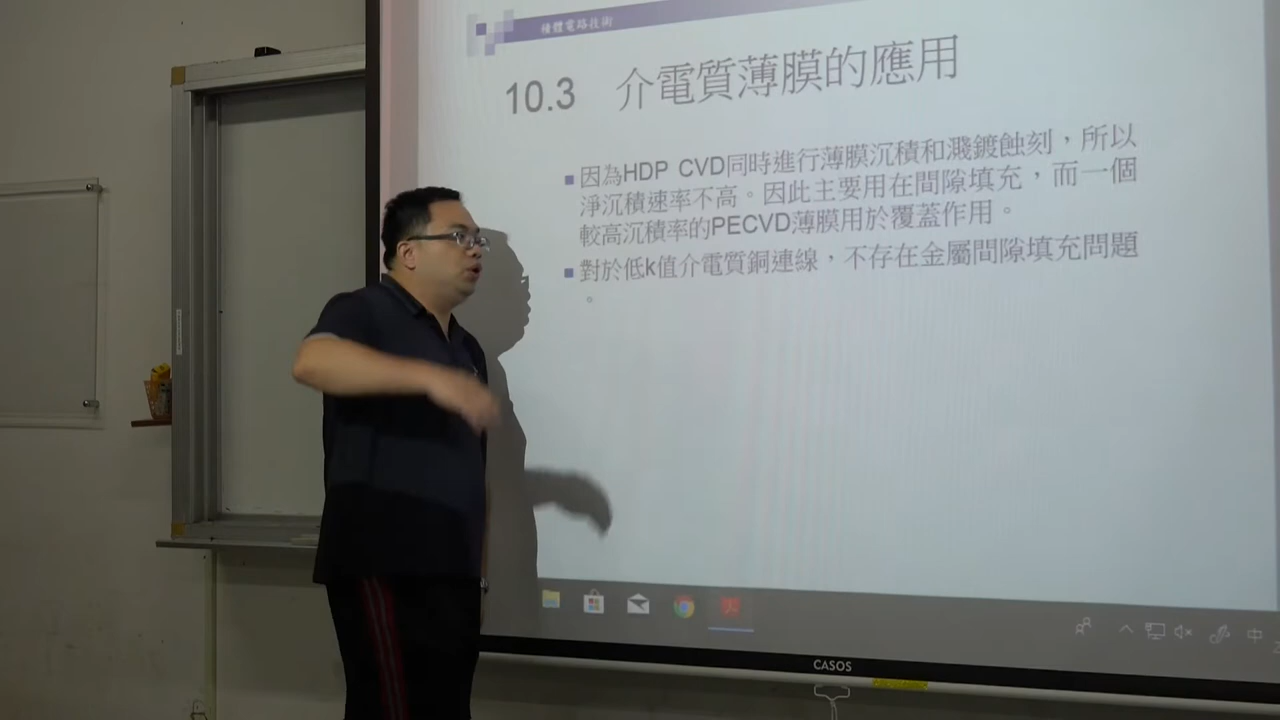 積體電路技術
10.3 介電質薄膜的應用
因為HDP CVD同時進行薄膜沉積和濺鍍蝕刻，所以
淨沉積速率不高。因此主要用在間隙填充，而一個
較高沉積率的PECVD薄膜用於覆蓋作用。
對於低k值介電質銅連線，不存在金屬間隙填充問題
。
中
CASOS